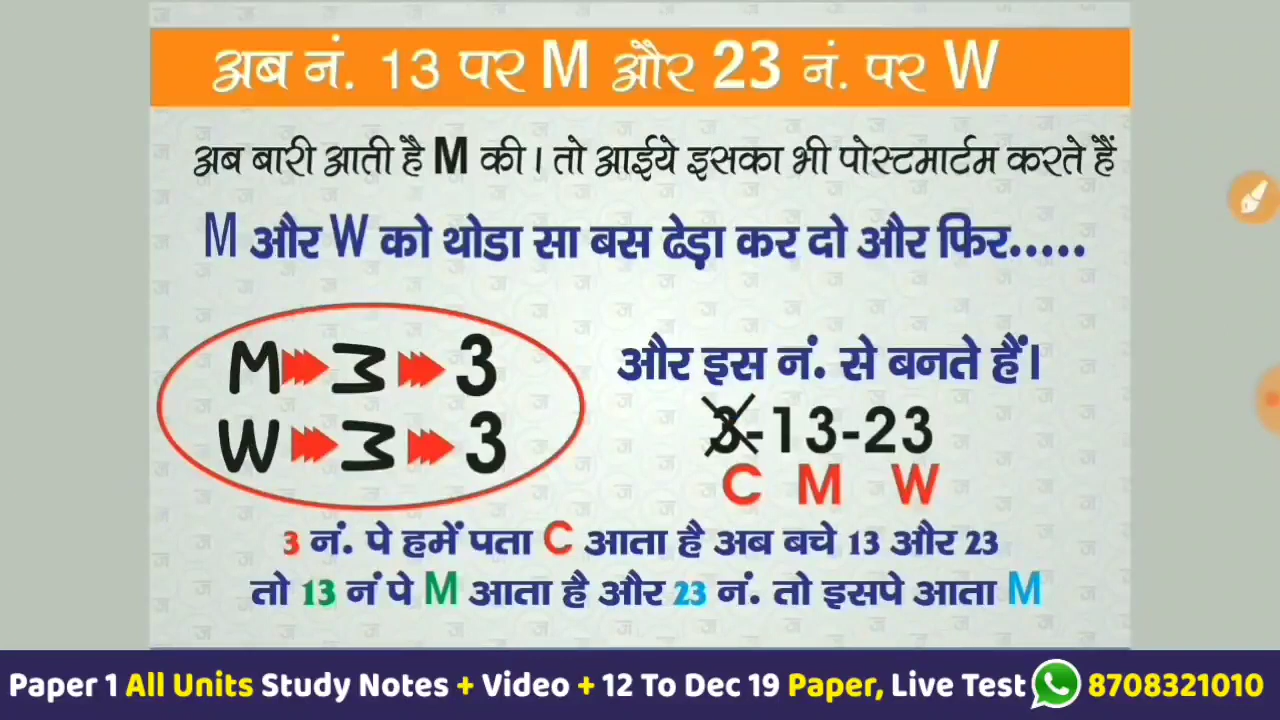 अब नं. 13 पर M और 23 नं. पर W
अब बारी आती है M की। तो आईये इसका भी पोस्टमार्टम करते हैं
M और W को थोडा सा बस ढेड़ा कर दो और फिर.....
M 3 3
W 3 3
और इस नं. से बनते हैं।
3-13-23
C M W
3 नं. पे हमें पता C आता है अब बचे 13 और 23
तो 13 नं पे M आता है और 23 नं. तो इसपे आता M
Paper 1 All Units Study Notes + Video + 12 To Dec 19 Paper, Live Test 8708321010